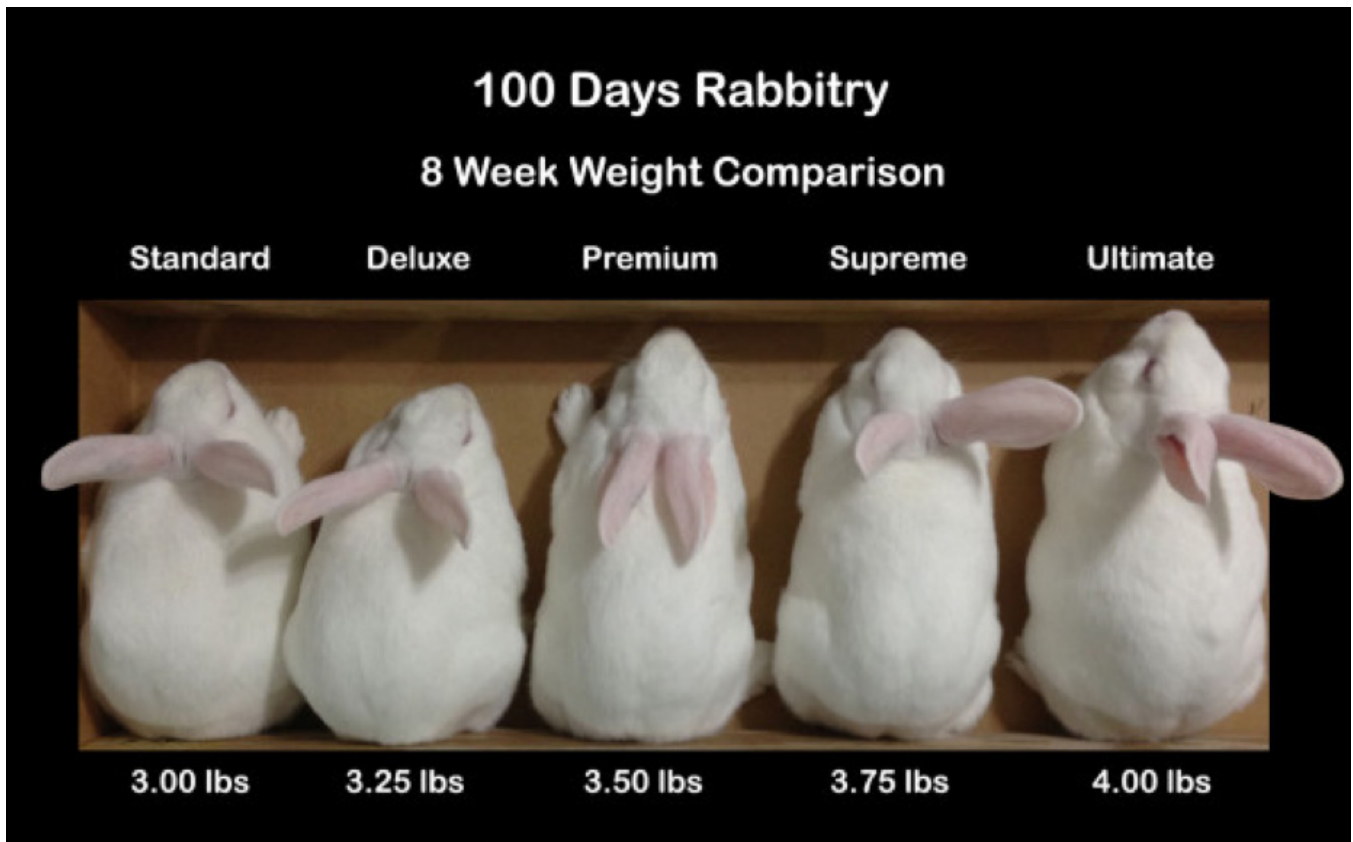 100 Days Rabbitry
8 Week Weight Comparison
Standard Deluxe Premium Supreme Ultimate
3.00 lbs 3.25 lbs 3.50 lbs 3.75 lbs 4.00 lbs